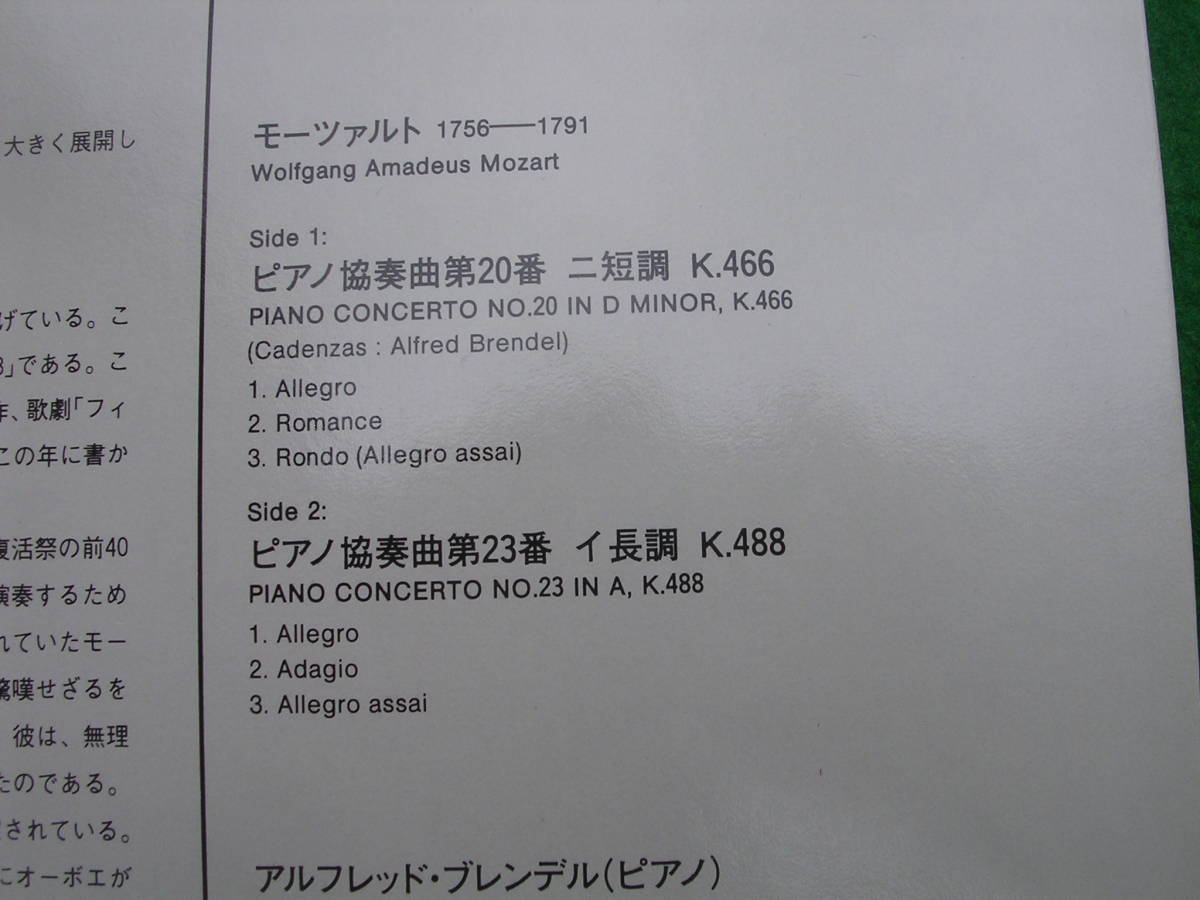 大きく展開し
げている。こ
」である。こ
、歌劇「フィ
この年に書か
復活祭の前40
演奏するため
れていたモー
驚嘆せざるを
彼は、無理
たのである。
されている。
にオーボエが
モーツァルト 1756—1791
Wolfgang Amadeus Mozart
Side 1:
ピアノ協奏曲第20番 ニ短調 K.466
PIANO CONCERTO NO.20 IN D MINOR, K.466
(Cadenzas : Alfred Brendel)
1. Allegro
2. Romance
3. Rondo (Allegro assai)
Side 2:
ピアノ協奏曲第23番 イ長調 K.488
PIANO CONCERTO NO.23 IN A, K.488
1. Allegro
2. Adagio
3. Allegro assai
アルフレッド・ブレンデル(ピアノ)